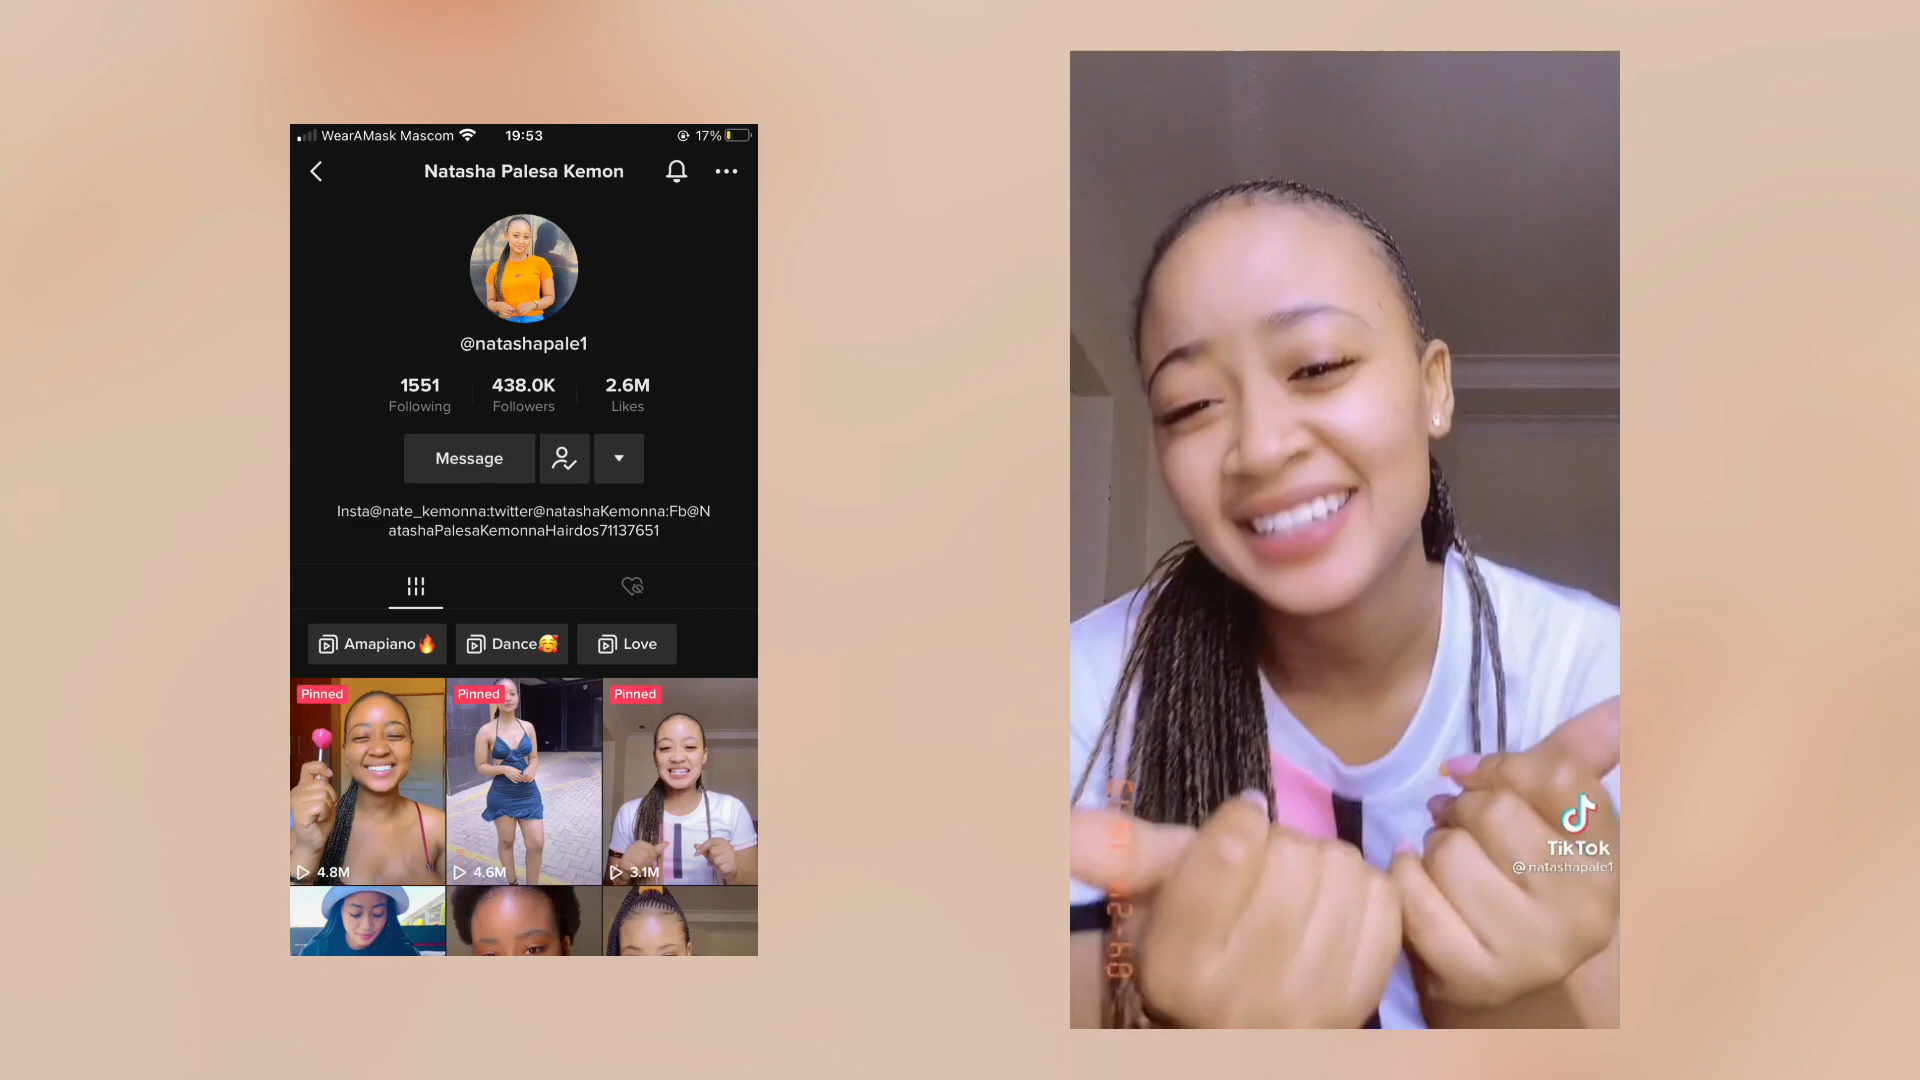 WearAMask Mascom
19:53
17%
Natasha Palesa Kemon
@natashapale1
1551
Following
438.0K
Followers
2.6M
Likes
Message
Insta@nate_kemonna:twitter@natashaKemonna:Fb@N
atashaPalesaKemonnaHairdos71137651
Amapiano🔥
Dance🥰
Love
Pinned
Pinned
Pinned
4.8M
4.6M
3.1M
TikTok
@natashapale1